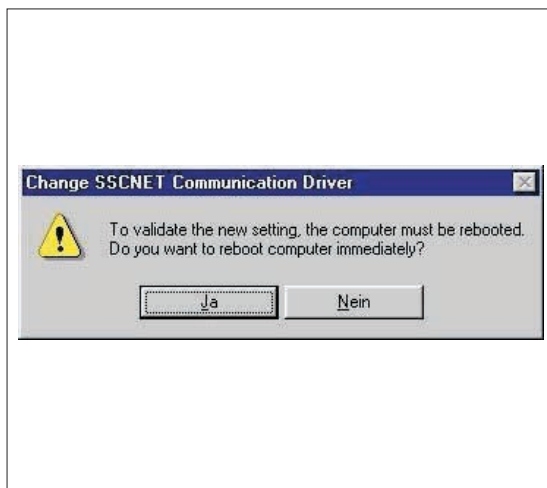 Change SSCNET Communication Driver
To validate the new setting, the computer must be rebooted.
Do you want to reboot computer immediately?
Ja
Nein